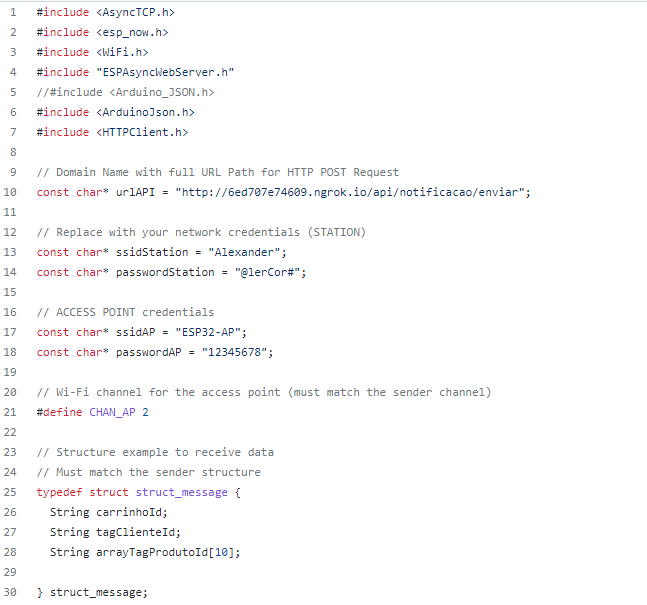 1 #include <AsyncTCP.h>
2 #include <esp_now.h>
3 #include <WiFi.h>
4 #include "ESPAsyncWebServer.h"
5 //#include <Arduino_JSON.h>
6 #include <ArduinoJson.h>
7 #include <HTTPClient.h>
8
9 // Domain Name with full URL Path for HTTP POST Request
10 const char* urlAPI = "http://6ed707e74609.ngrok.io/api/notificacao/enviar";
11
12 // Replace with your network credentials (STATION)
13 const char* ssidStation = "Alexander";
14 const char* passwordStation = "@lerCor#";
15
16 // ACCESS POINT credentials
17 const char* ssidAP = "ESP32-AP";
18 const char* passwordAP = "12345678";
19
20 // Wi-Fi channel for the access point (must match the sender channel)
21 #define CHAN_AP 2
22
23 // Structure example to receive data
24 // Must match the sender structure
25 typedef struct struct_message {
26   String carrinhoId;
27   String tagClienteId;
28   String arrayTagProdutoId[10];
29
30 } struct_message;